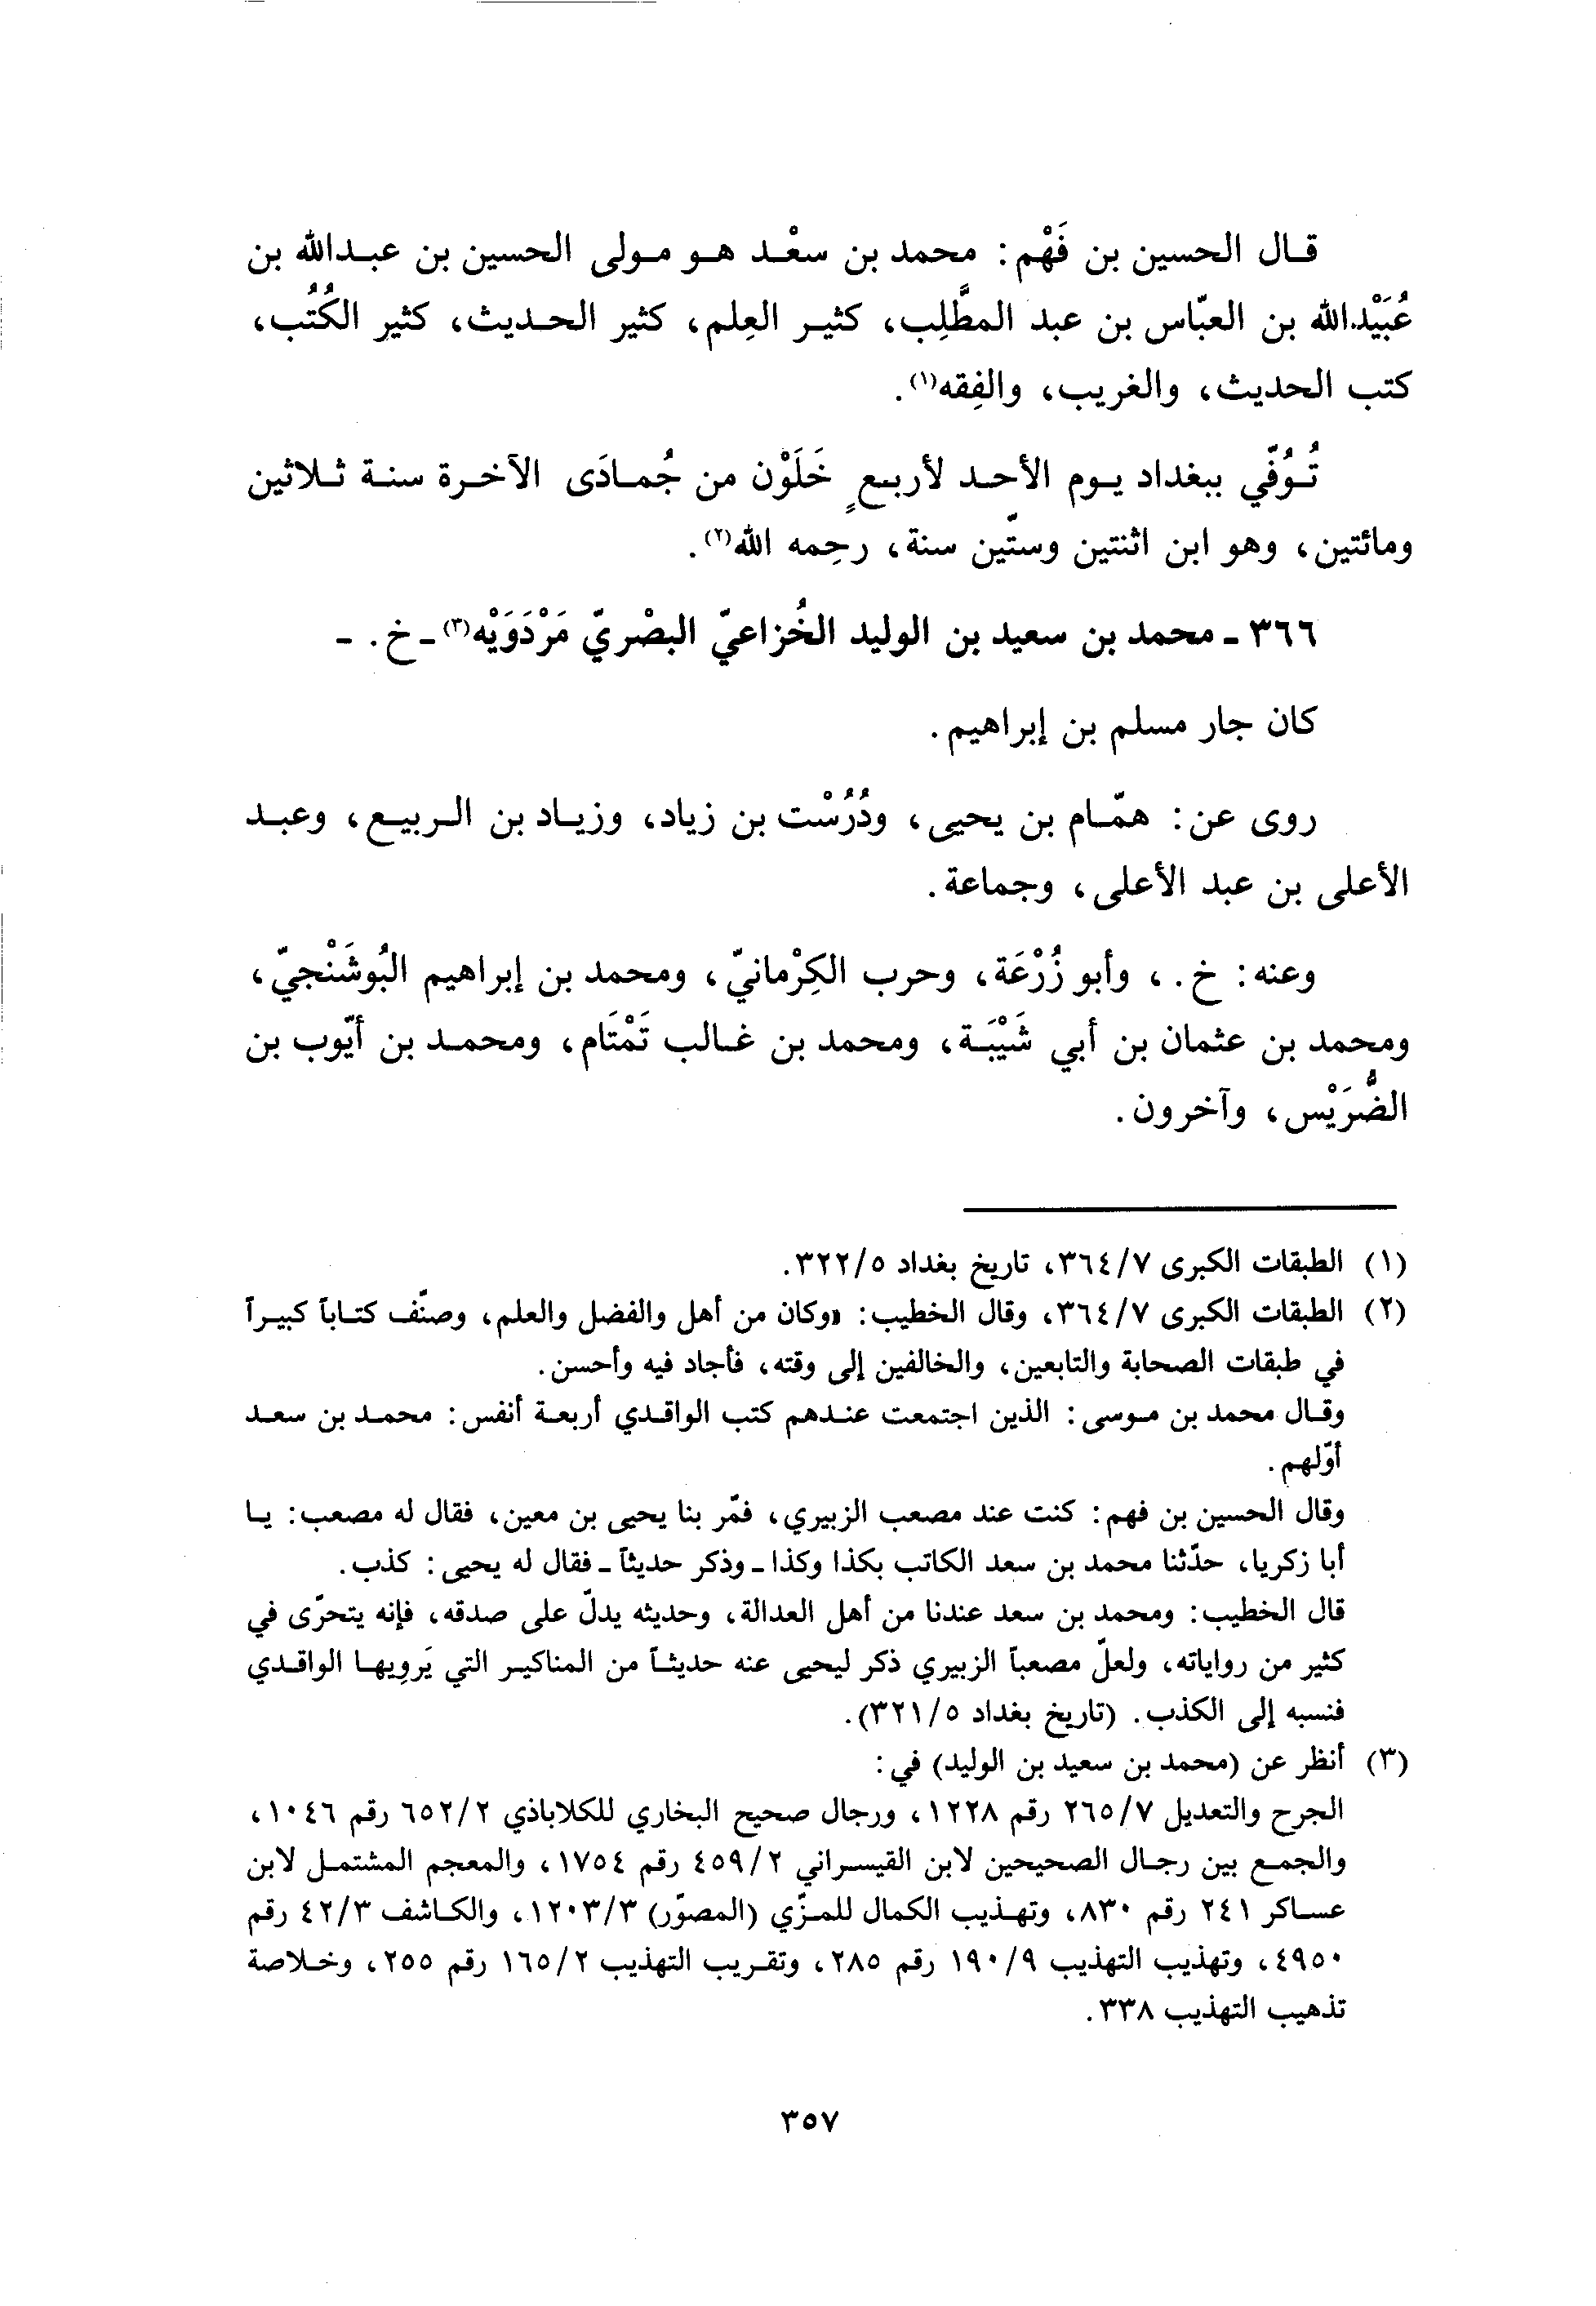 قال الحسين بن فَهْم: محمد بن سعْد هو مولى الحسين بن عبدالله بن
عُبَيْدالله بن العبّاس بن عبد المطَّلِب، كثير العِلم، كثير الحديث، كثير الكُتُب،
كتب الحديث، والغريب، والفِقه(١).
تُوُفّي ببغداد يوم الأحد لأربعٍ خَلَوْن من جُمادَى الآخرة سنة ثلاثين
ومائتين، وهو ابن اثنتين وستّين سنة، رحِمه الله(٢).
٣٦٦ - محمد بن سعيد بن الوليد الخُزاعيّ البصْريّ مَرْدَوَيْه(٣) - خ. -
كان جار مسلم بن إبراهيم.
روى عن: همّام بن يحيى، ودُرُسْت بن زياد، وزياد بن الربيع، وعبد
الأعلى بن عبد الأعلى، وجماعة.
وعنه: خ.، وأبو زُرْعَة، وحرب الكِرْمانيّ، ومحمد بن إبراهيم البُوشَنْجيّ،
ومحمد بن عثمان بن أبي شَيْبَة، ومحمد بن غالب تَمْتَام، ومحمد بن أيّوب بن
الضُّرَيْس، وآخرون.
(١) الطبقات الكبرى ٣٦٤/٧، تاريخ بغداد ٣٢٢/٥.
(٢) الطبقات الكبرى ٣٦٤/٧، وقال الخطيب: «وكان من أهل والفضل والعلم، وصنّف كتاباً كبيراً
في طبقات الصحابة والتابعين، والخالفين إلى وقته، فأجاد فيه وأحسن.
وقال محمد بن موسى: الذين اجتمعت عندهم كتب الواقدي أربعة أنفس: محمد بن سعد
أوّلهم.
وقال الحسين بن فهم: كنت عند مصعب الزبيري، فمّر بنا يحيى بن معين، فقال له مصعب: يا
أبا زكريا، حدّثنا محمد بن سعد الكاتب بكذا وكذا - وذكر حديثاً - فقال له يحيى: كذب.
قال الخطيب: ومحمد بن سعد عندنا من أهل العدالة، وحديثه يدلّ على صدقه، فإنه يتحرّى في
كثير من رواياته، ولعلّ مصعباً الزبيري ذكر ليحيى عنه حديثاً من المناكير التي يَروِيها الواقدي
فنسبه إلى الكذب. (تاريخ بغداد ٣٢١/٥).
(٣) أنظر عن (محمد بن سعيد بن الوليد) في:
الجرح والتعديل ٢٦٥/٧ رقم ١٢٢٨، ورجال صحيح البخاري للكلاباذي ٦٥٢/٢ رقم ١٠٤٦،
والجمع بين رجال الصحيحين لابن القيسراني ٤٥٩/٢ رقم ١٧٥٤، والمعجم المشتمل لابن
عساكر ٢٤١ رقم ٨٣٠، وتهذيب الكمال للمزّي (المصوّر) ١٢٠٣/٣، والكاشف ٤٢/٣ رقم
٤٩٥٠، وتهذيب التهذيب ١٩٠/٩ رقم ٢٨٥، وتقريب التهذيب ١٦٥/٢ رقم ٢٥٥، وخلاصة
تذهيب التهذيب ٣٣٨.
٣٥٧